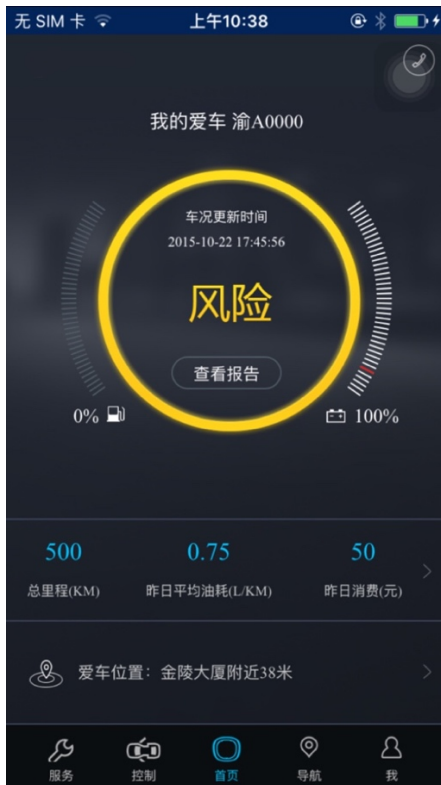 无 SIM 卡 上午10:38
我的爱车 渝A0000
车况更新时间
2015-10-22 17:45:56
风险
查看报告
0% 100%
500 0.75 50
总里程(KM) 昨日平均油耗(L/KM) 昨日消费(元)
爱车位置：金陵大厦附近38米
服务 控制 首页 导航 我